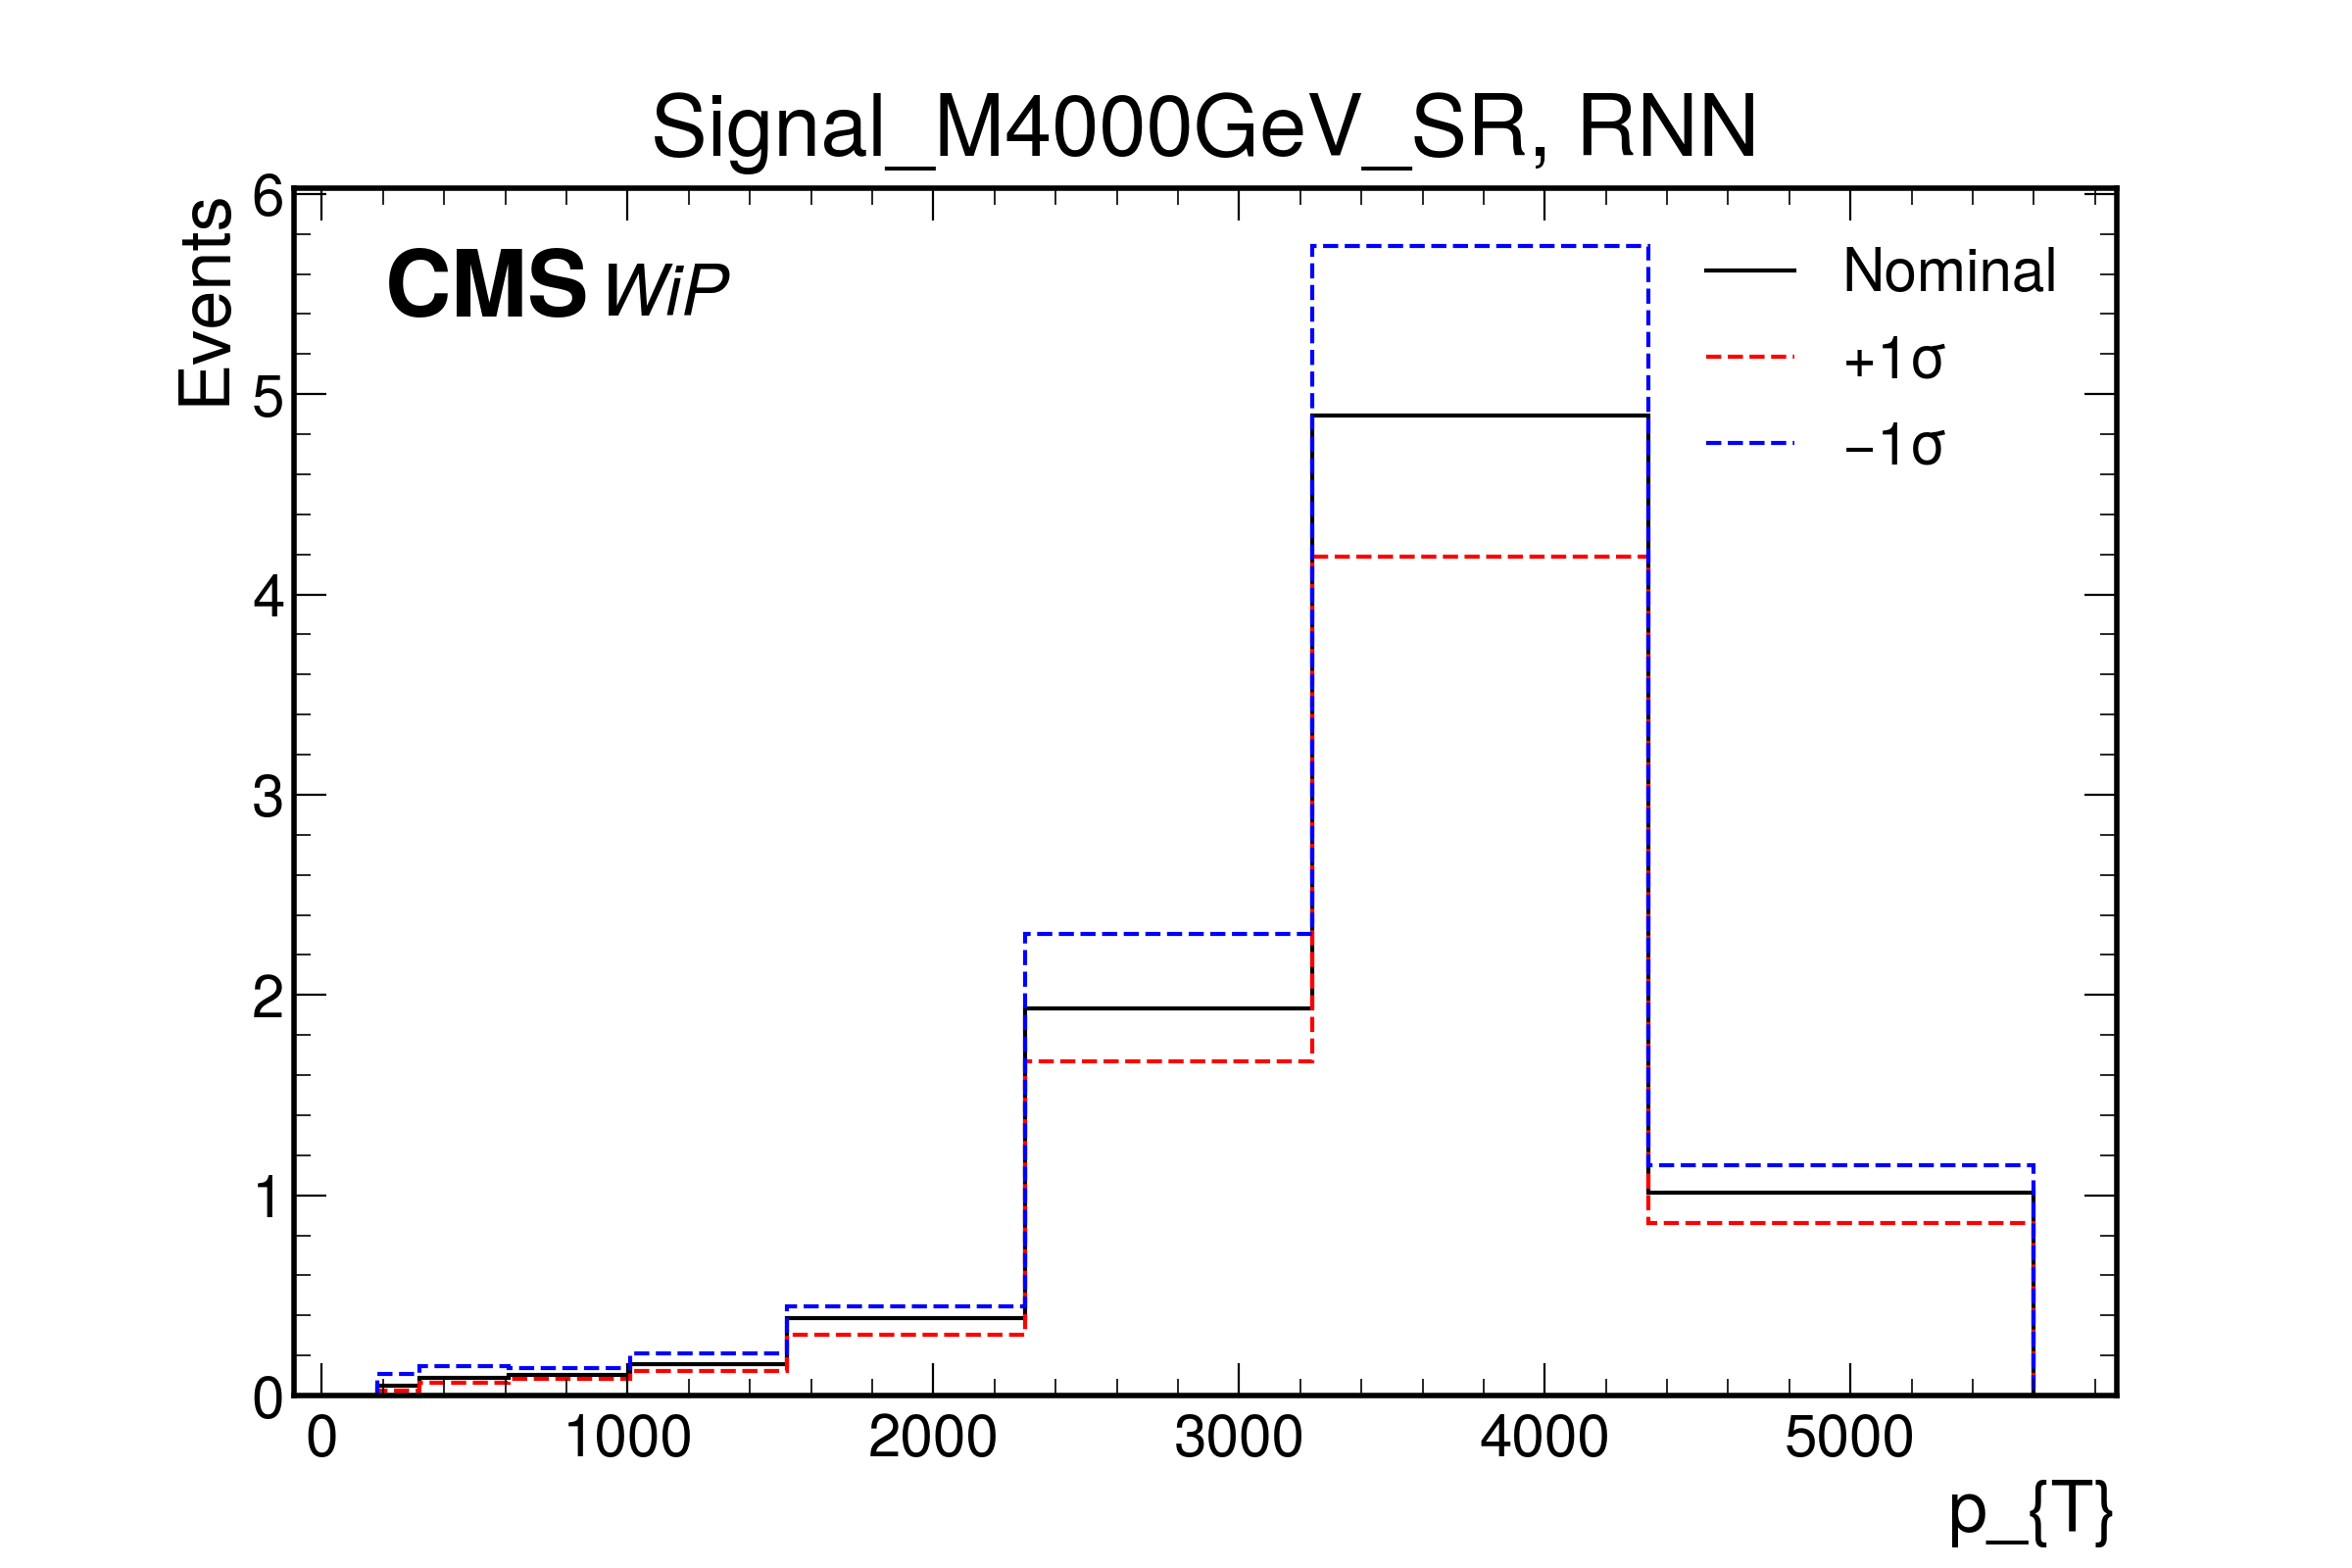 Signal_M4000GeV_SR, RNN
Events
CMS WiP
Nominal
+1σ
−1σ
6
5
4
3
2
1
0
0 1000 2000 3000 4000 5000
p_{T}